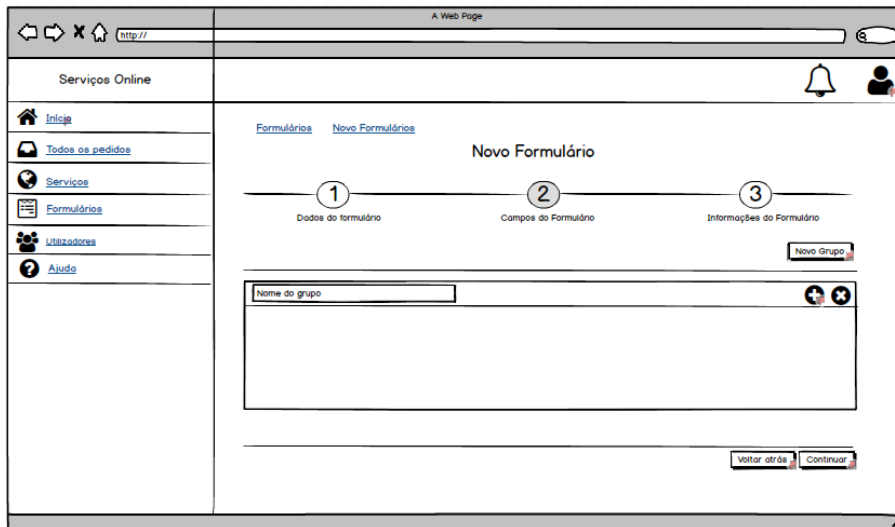 A Web Page
http://
Serviços Online
Início
Todos os pedidos
Serviços
Formulários
Utilizadores
Ajuda
Formulários Novo Formulários
Novo Formulário
1 2 3
Dados do formulário Campos do Formulário Informações do Formulário
Novo Grupo
Nome do grupo
Voltar atrás Continuar